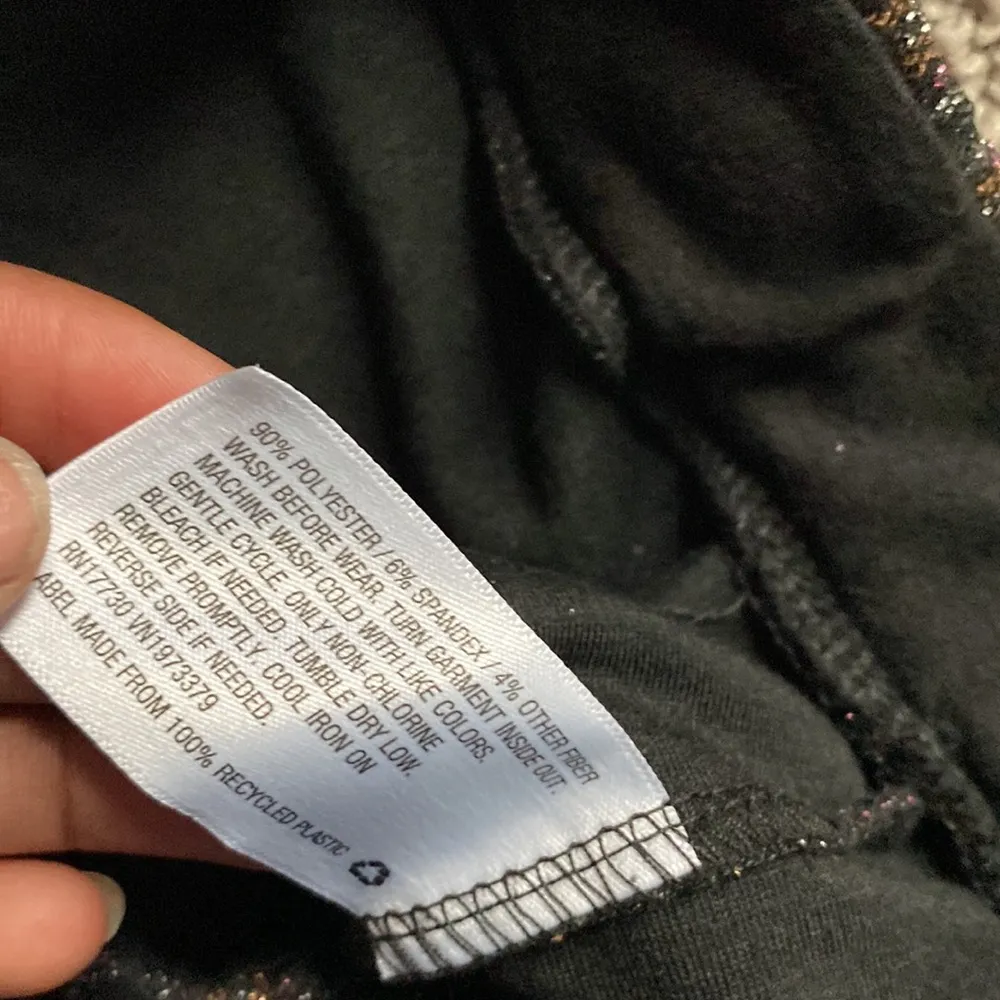 90% POLYESTER / 6% SPANDEX / 4% OTHER FIBER
WASH BEFORE WEAR. TURN GARMENT INSIDE OUT.
MACHINE WASH COLD WITH LIKE COLORS.
GENTLE CYCLE. ONLY NON-CHLORINE
BLEACH IF NEEDED. TUMBLE DRY LOW.
REMOVE PROMPTLY. COOL IRON ON
REVERSE SIDE IF NEEDED.
RN17730 VN1973379
ABEL MADE FROM 100% RECYCLED PLASTIC